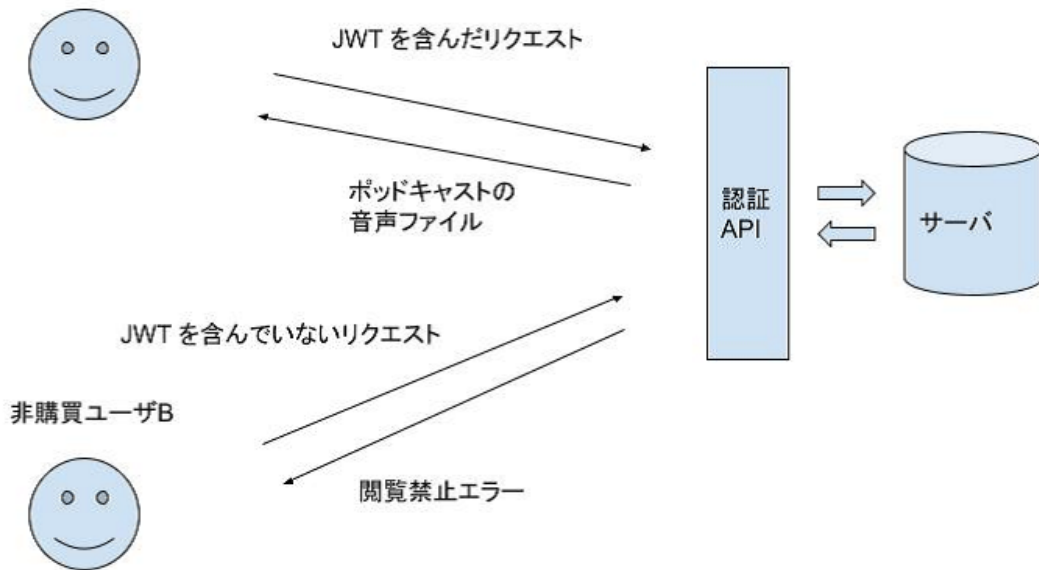 JWT を含んだリクエスト
ポッドキャストの
音声ファイル
認証
API
サーバ
JWT を含んでいないリクエスト
非購買ユーザB
閲覧禁止エラー